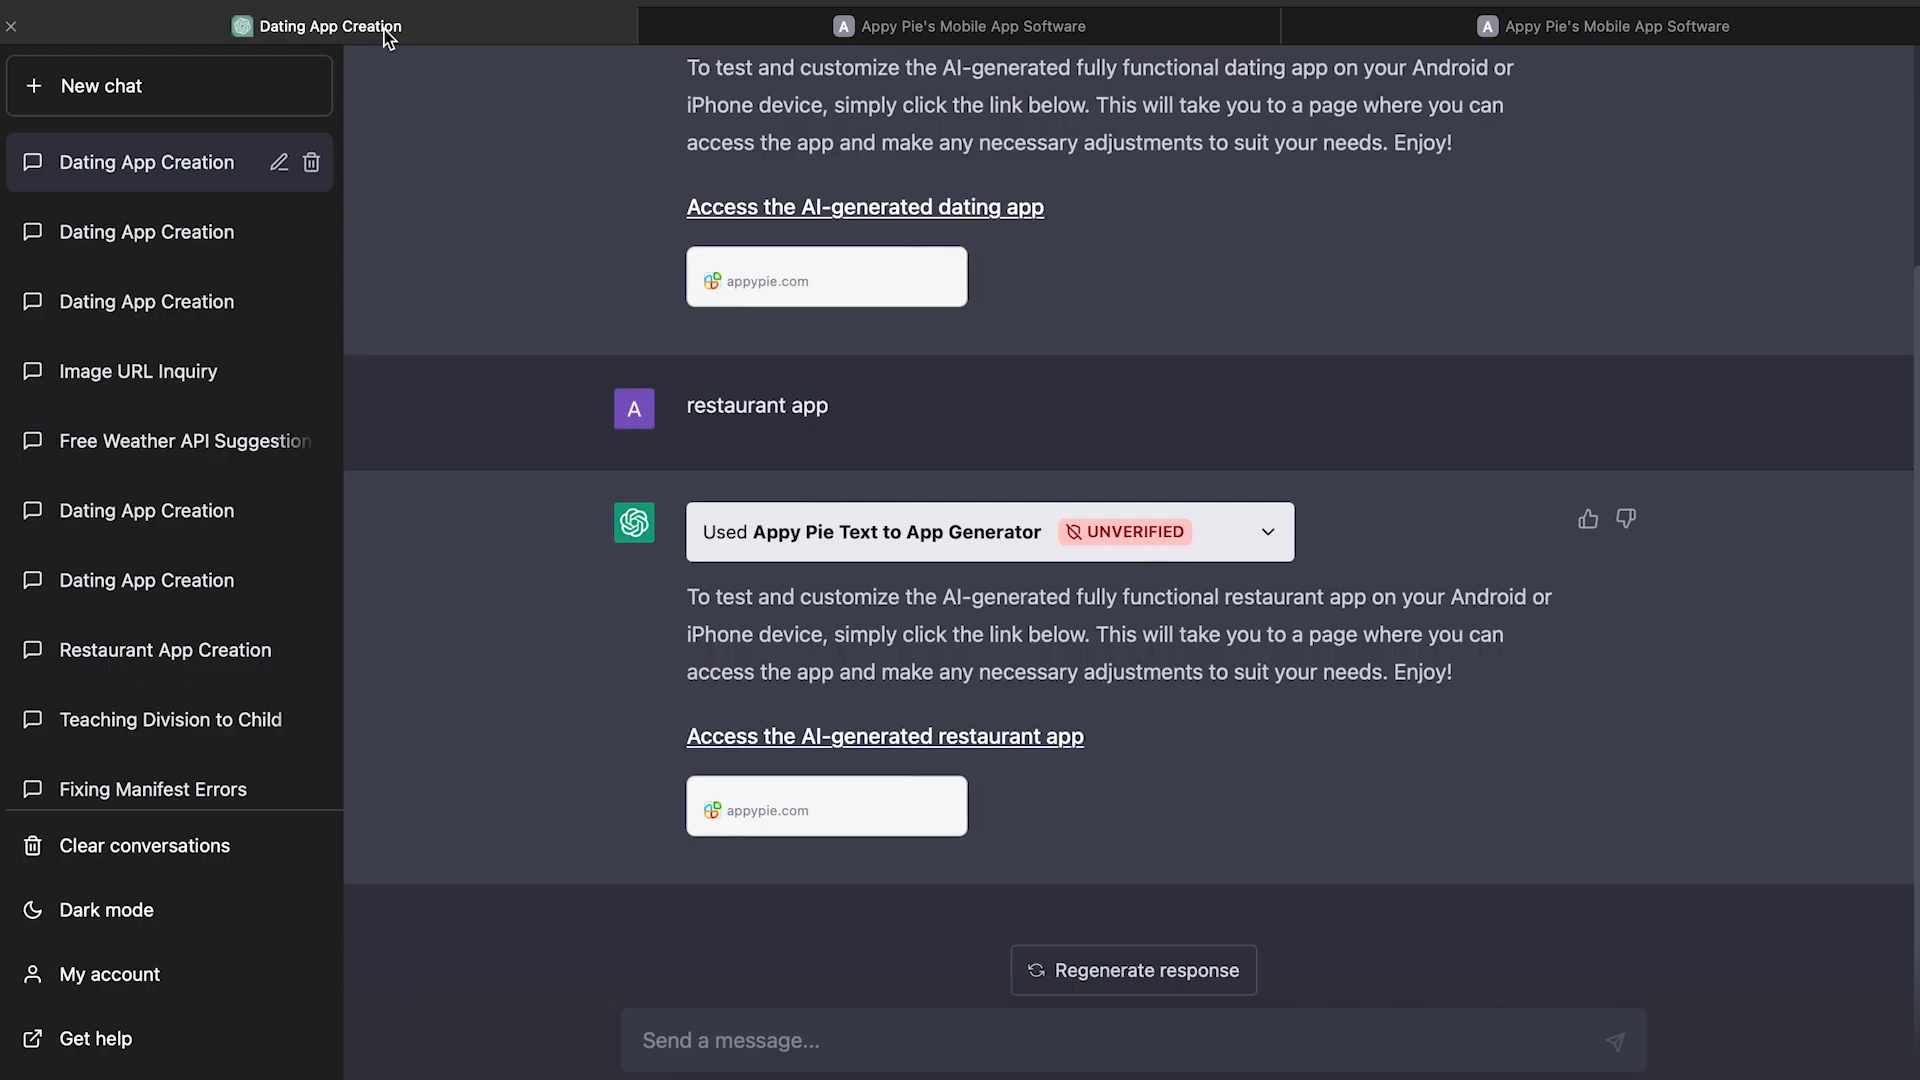 Dating App Creation
A Appy Pie's Mobile App Software
A Appy Pie's Mobile App Software
New chat
Dating App Creation
Dating App Creation
Dating App Creation
Image URL Inquiry
Free Weather API Suggestion
Dating App Creation
Dating App Creation
Restaurant App Creation
Teaching Division to Child
Fixing Manifest Errors
Clear conversations
Dark mode
My account
Get help
To test and customize the AI-generated fully functional dating app on your Android or
iPhone device, simply click the link below. This will take you to a page where you can
access the app and make any necessary adjustments to suit your needs. Enjoy!
Access the AI-generated dating app
appypie.com
A restaurant app
Used Appy Pie Text to App Generator UNVERIFIED
To test and customize the AI-generated fully functional restaurant app on your Android or
iPhone device, simply click the link below. This will take you to a page where you can
access the app and make any necessary adjustments to suit your needs. Enjoy!
Access the AI-generated restaurant app
appypie.com
Regenerate response
Send a message...